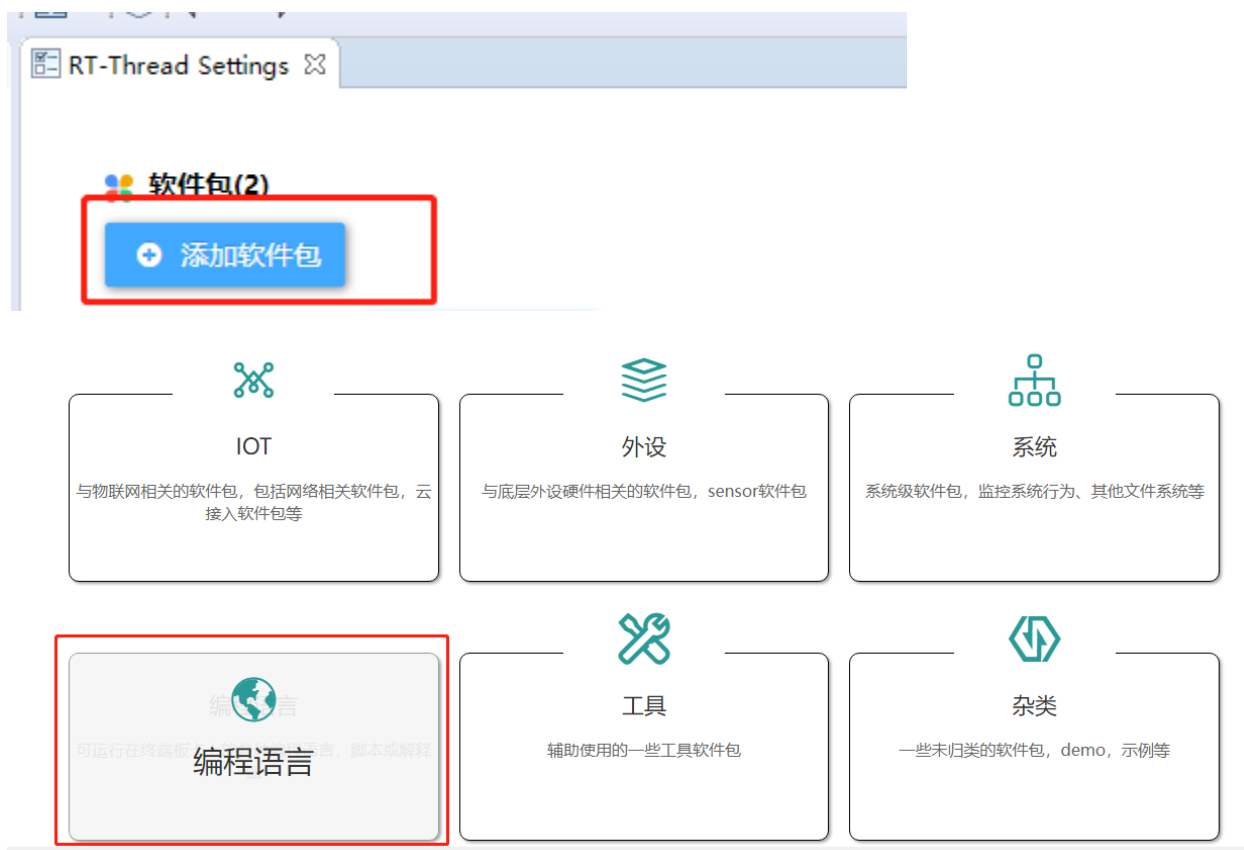 RT-Thread Settings
软件包(2)
添加软件包
IOT
与物联网相关的软件包，包括网络相关软件包，云
接入软件包等
外设
与底层外设硬件相关的软件包，sensor软件包
系统
系统级软件包，监控系统行为、其他文件系统等
编程语言
工具
辅助使用的一些工具软件包
杂类
一些未归类的软件包，demo，示例等